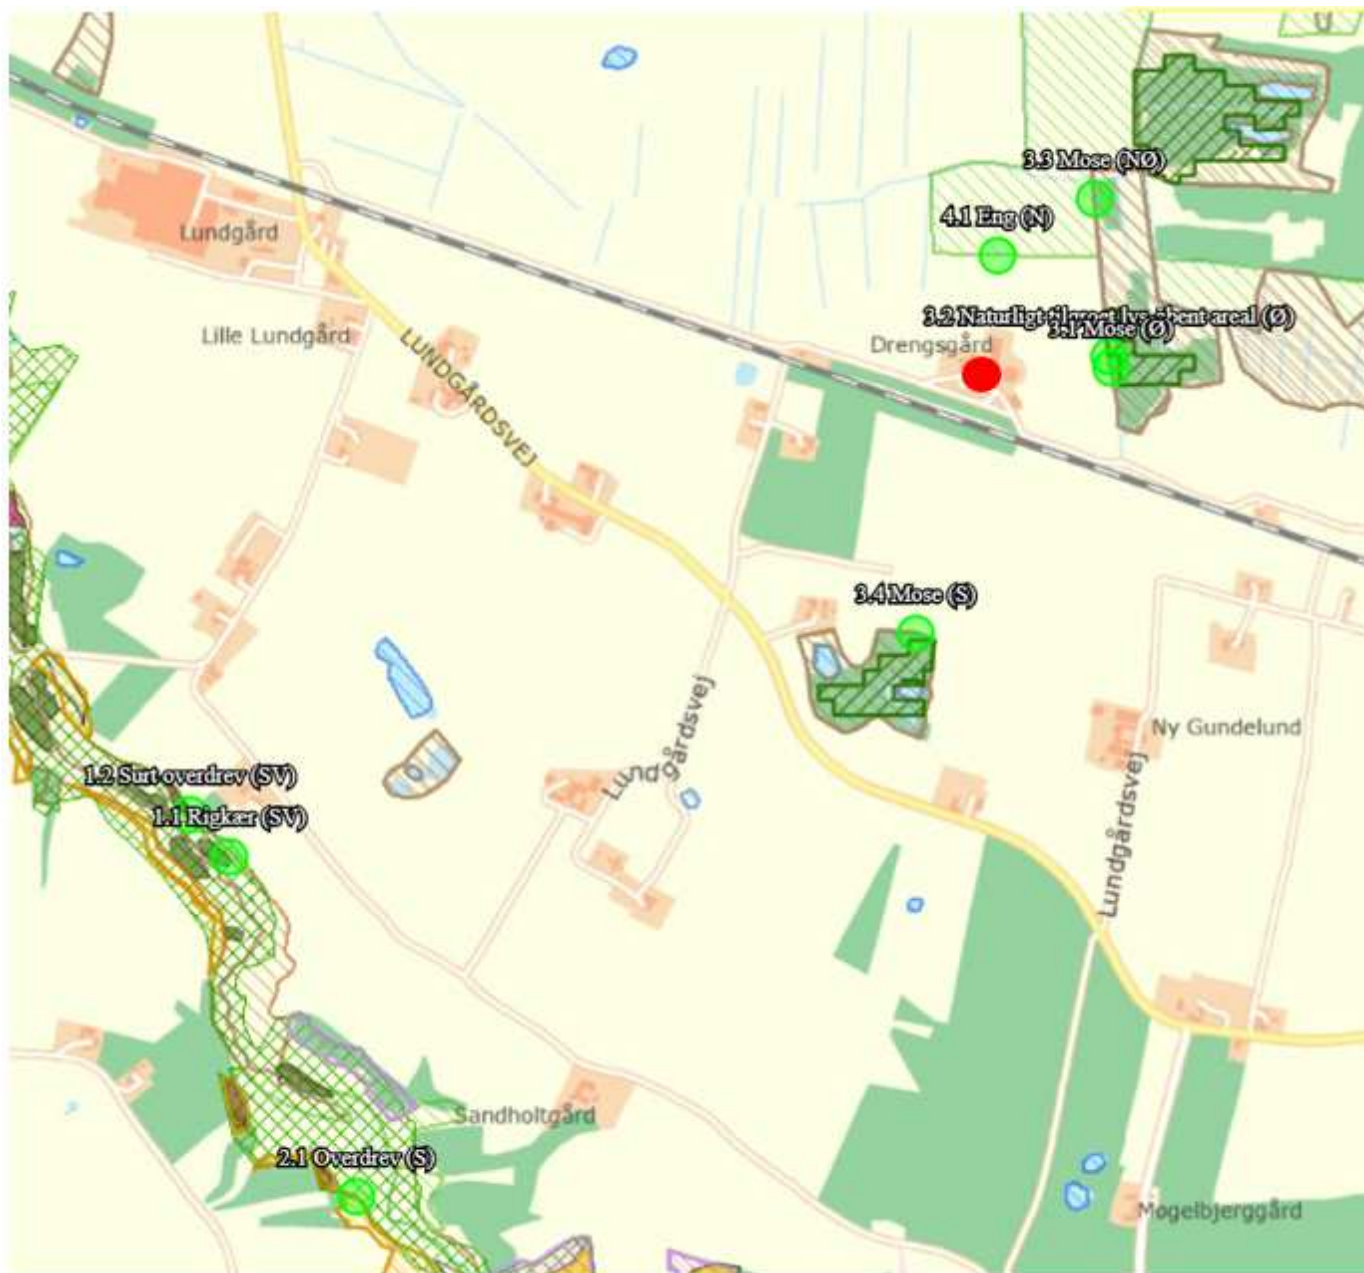 3.3 Mose (NØ)
4.1 Eng (N)
Lundgård
3.2 Naturligt tilgroet lys-åbent areal (Ø)
3.1 Mose (Ø)
Lille Lundgård
Drengsgård
LUNDGÅRDSVEJ
3.4 Mose (S)
Lundgårdsvej
Ny Gundelund
1.2 Surt overdrev (SV)
1.1 Rigkær (SV)
Lundgårdsvej
Sandholtgård
2.1 Overdrev (S)
Møgelbjerggård